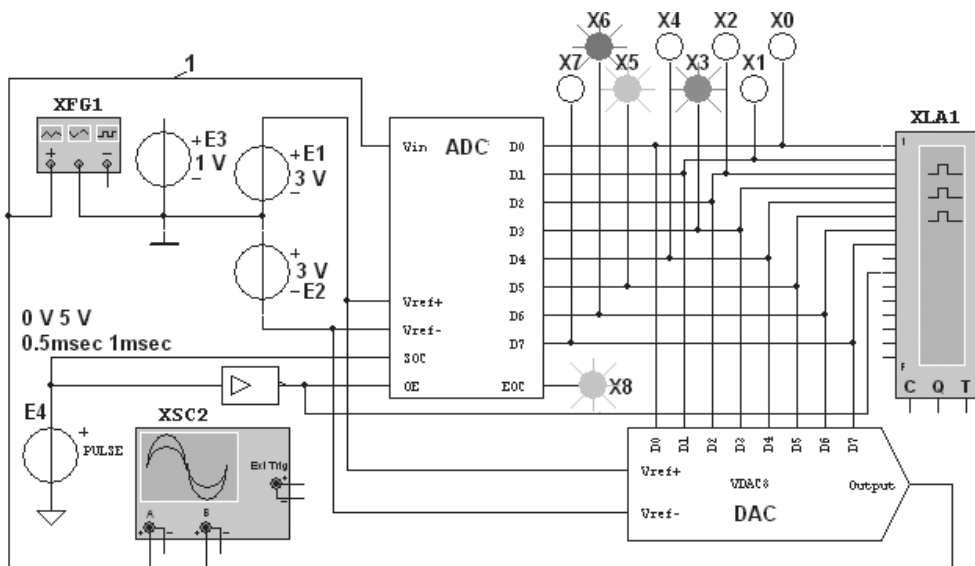 X6 X4 X2 X0
1
X7 X5 X3 X1
XFG1
XLA1
+ −
+ E3
1 V
−
+ E1
3 V
−
Vin ADC D0
D1
D2
D3
D4
D5
D6
D7
+
3 V
− E2
Vref+
Vref-
SOC
OE EOC
X8
1
F
C Q T
0 V 5 V
0.5msec 1msec
E4
+
PULSE
XSC2
Ext Trig
+
−
A B
+ − + −
D0 D1 D2 D3 D4 D5 D6 D7
Vref+
VDAC8 Output
Vref-
DAC